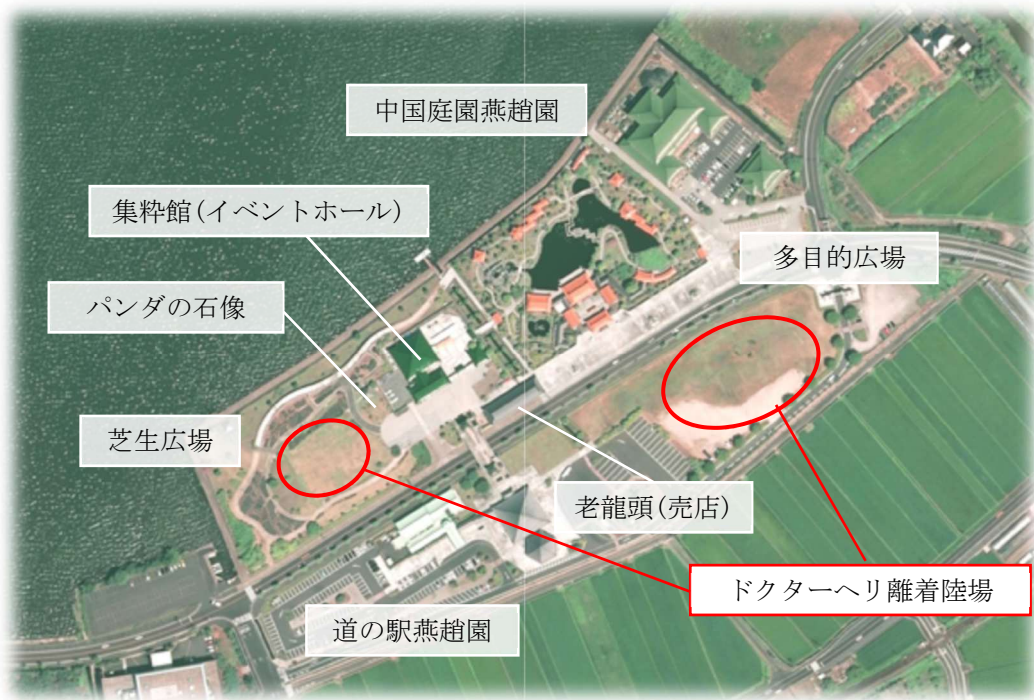 中国庭園燕趙園
集粋館(イベントホール)
多目的広場
パンダの石像
芝生広場
老龍頭(売店)
ドクターヘリ離着陸場
道の駅燕趙園